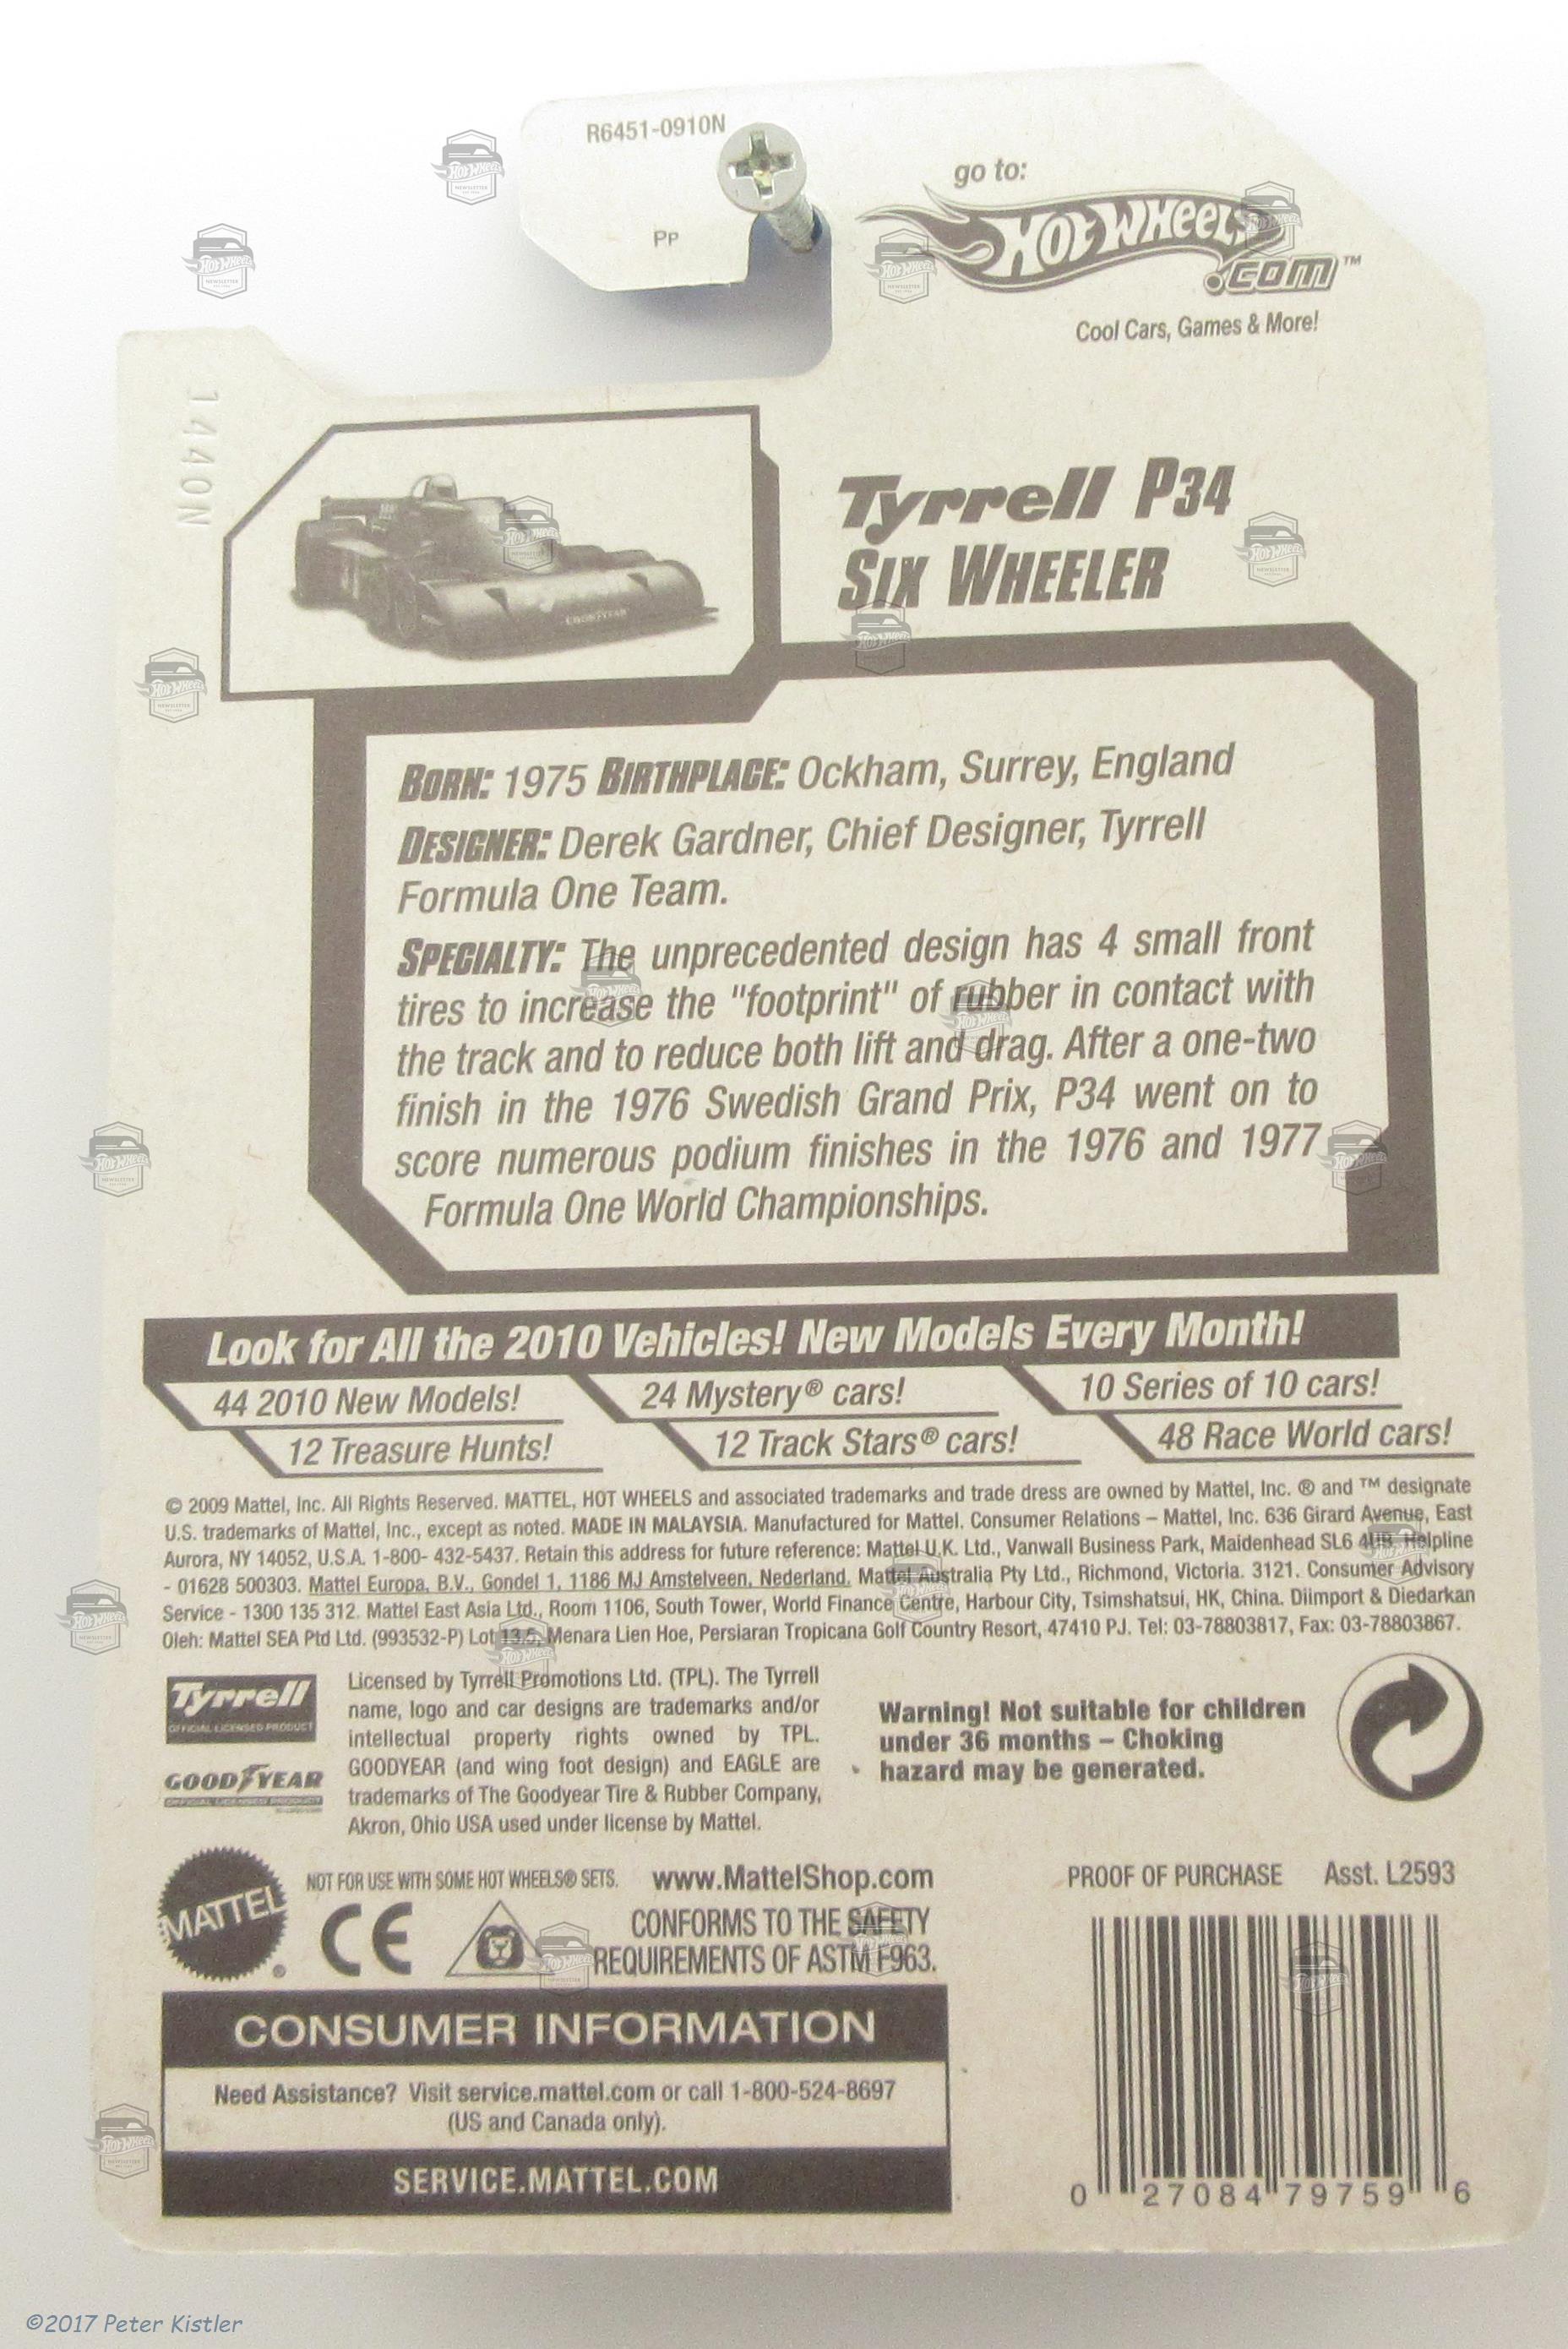 R6451-0910N
Pp
go to:
HOT WHEELS
.COM™
Cool Cars, Games & More!
1440N
GOODYEAR
Tyrrell P34
SIX WHEELER
BORN: 1975 BIRTHPLACE: Ockham, Surrey, England
DESIGNER: Derek Gardner, Chief Designer, Tyrrell
Formula One Team.
SPECIALTY: The unprecedented design has 4 small front
tires to increase the "footprint" of rubber in contact with
the track and to reduce both lift and drag. After a one-two
finish in the 1976 Swedish Grand Prix, P34 went on to
score numerous podium finishes in the 1976 and 1977
Formula One World Championships.
Look for All the 2010 Vehicles! New Models Every Month!
44 2010 New Models! 24 Mystery® cars! 10 Series of 10 cars!
12 Treasure Hunts! 12 Track Stars® cars! 48 Race World cars!
© 2009 Mattel, Inc. All Rights Reserved. MATTEL, HOT WHEELS and associated trademarks and trade dress are owned by Mattel, Inc. ® and ™ designate
U.S. trademarks of Mattel, Inc., except as noted. MADE IN MALAYSIA. Manufactured for Mattel. Consumer Relations – Mattel, Inc. 636 Girard Avenue, East
Aurora, NY 14052, U.S.A. 1-800- 432-5437. Retain this address for future reference: Mattel U.K. Ltd., Vanwall Business Park, Maidenhead SL6 4UB. Helpline
- 01628 500303. Mattel Europa, B.V., Gondel 1, 1186 MJ Amstelveen, Nederland. Mattel Australia Pty Ltd., Richmond, Victoria. 3121. Consumer Advisory
Service - 1300 135 312. Mattel East Asia Ltd., Room 1106, South Tower, World Finance Centre, Harbour City, Tsimshatsui, HK, China. Diimport & Diedarkan
Oleh: Mattel SEA Ptd Ltd. (993532-P) Lot 13.5, Menara Lien Hoe, Persiaran Tropicana Golf Country Resort, 47410 PJ. Tel: 03-78803817, Fax: 03-78803867.
Tyrrell
OFFICIAL LICENSED PRODUCT
GOODYEAR
OFFICIAL LICENSED PRODUCT
Licensed by Tyrrell Promotions Ltd. (TPL). The Tyrrell
name, logo and car designs are trademarks and/or
intellectual property rights owned by TPL.
GOODYEAR (and wing foot design) and EAGLE are
trademarks of The Goodyear Tire & Rubber Company,
Akron, Ohio USA used under license by Mattel.
Warning! Not suitable for children
under 36 months – Choking
hazard may be generated.
MATTEL®
NOT FOR USE WITH SOME HOT WHEELS® SETS. www.MattelShop.com
CE
CONFORMS TO THE SAFETY
REQUIREMENTS OF ASTM F963.
PROOF OF PURCHASE Asst. L2593
CONSUMER INFORMATION
Need Assistance? Visit service.mattel.com or call 1-800-524-8697
(US and Canada only).
SERVICE.MATTEL.COM
0 27084 79759 6
©2017 Peter Kistler